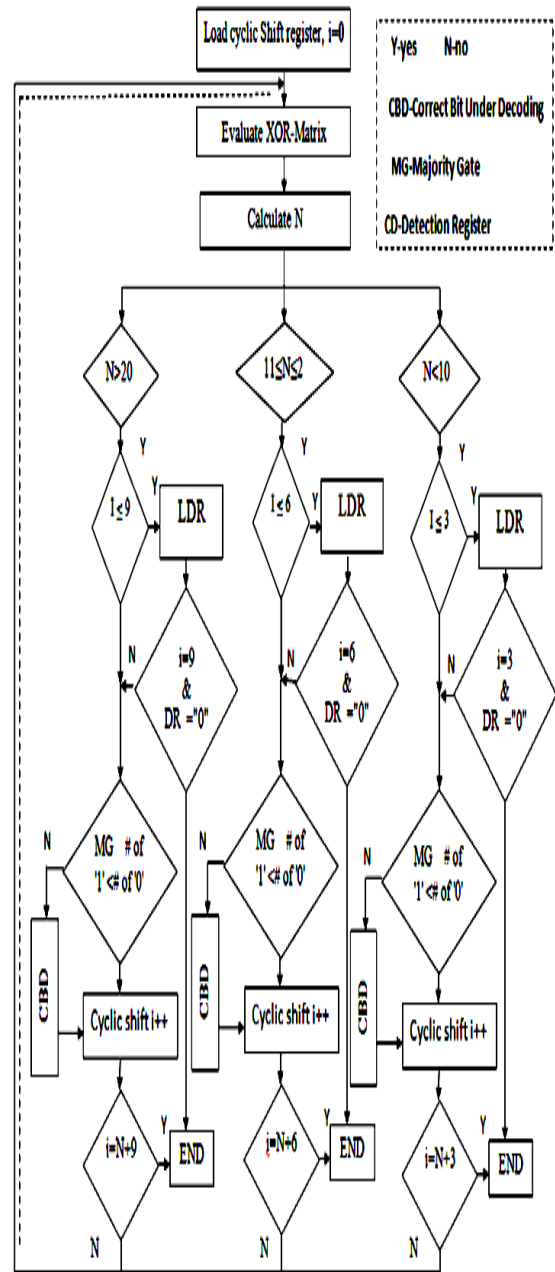 Load cyclic Shift register, i=0
Y-yes N-no
CBD-Correct Bit Under Decoding
MG-Majority Gate
CD-Detection Register
Evaluate XOR-Matrix
Calculate N
N>20
11≤N≤2
N<10
Y
Y
Y
I ≤ 9
Y
LDR
I ≤ 6
Y
LDR
I ≤ 3
Y
LDR
N
i=9
&
DR ="0"
N
i=6
&
DR ="0"
N
i=3
&
DR ="0"
N
MG # of
'1'<# of '0'
N
MG # of
'1'<# of '0'
N
MG # of
'1'<# of '0'
CBD
Cyclic shift i++
CBD
Cyclic shift i++
CBD
Cyclic shift i++
i=N+9
Y
END
i=N+6
Y
END
i=N+3
Y
END
N
N
N